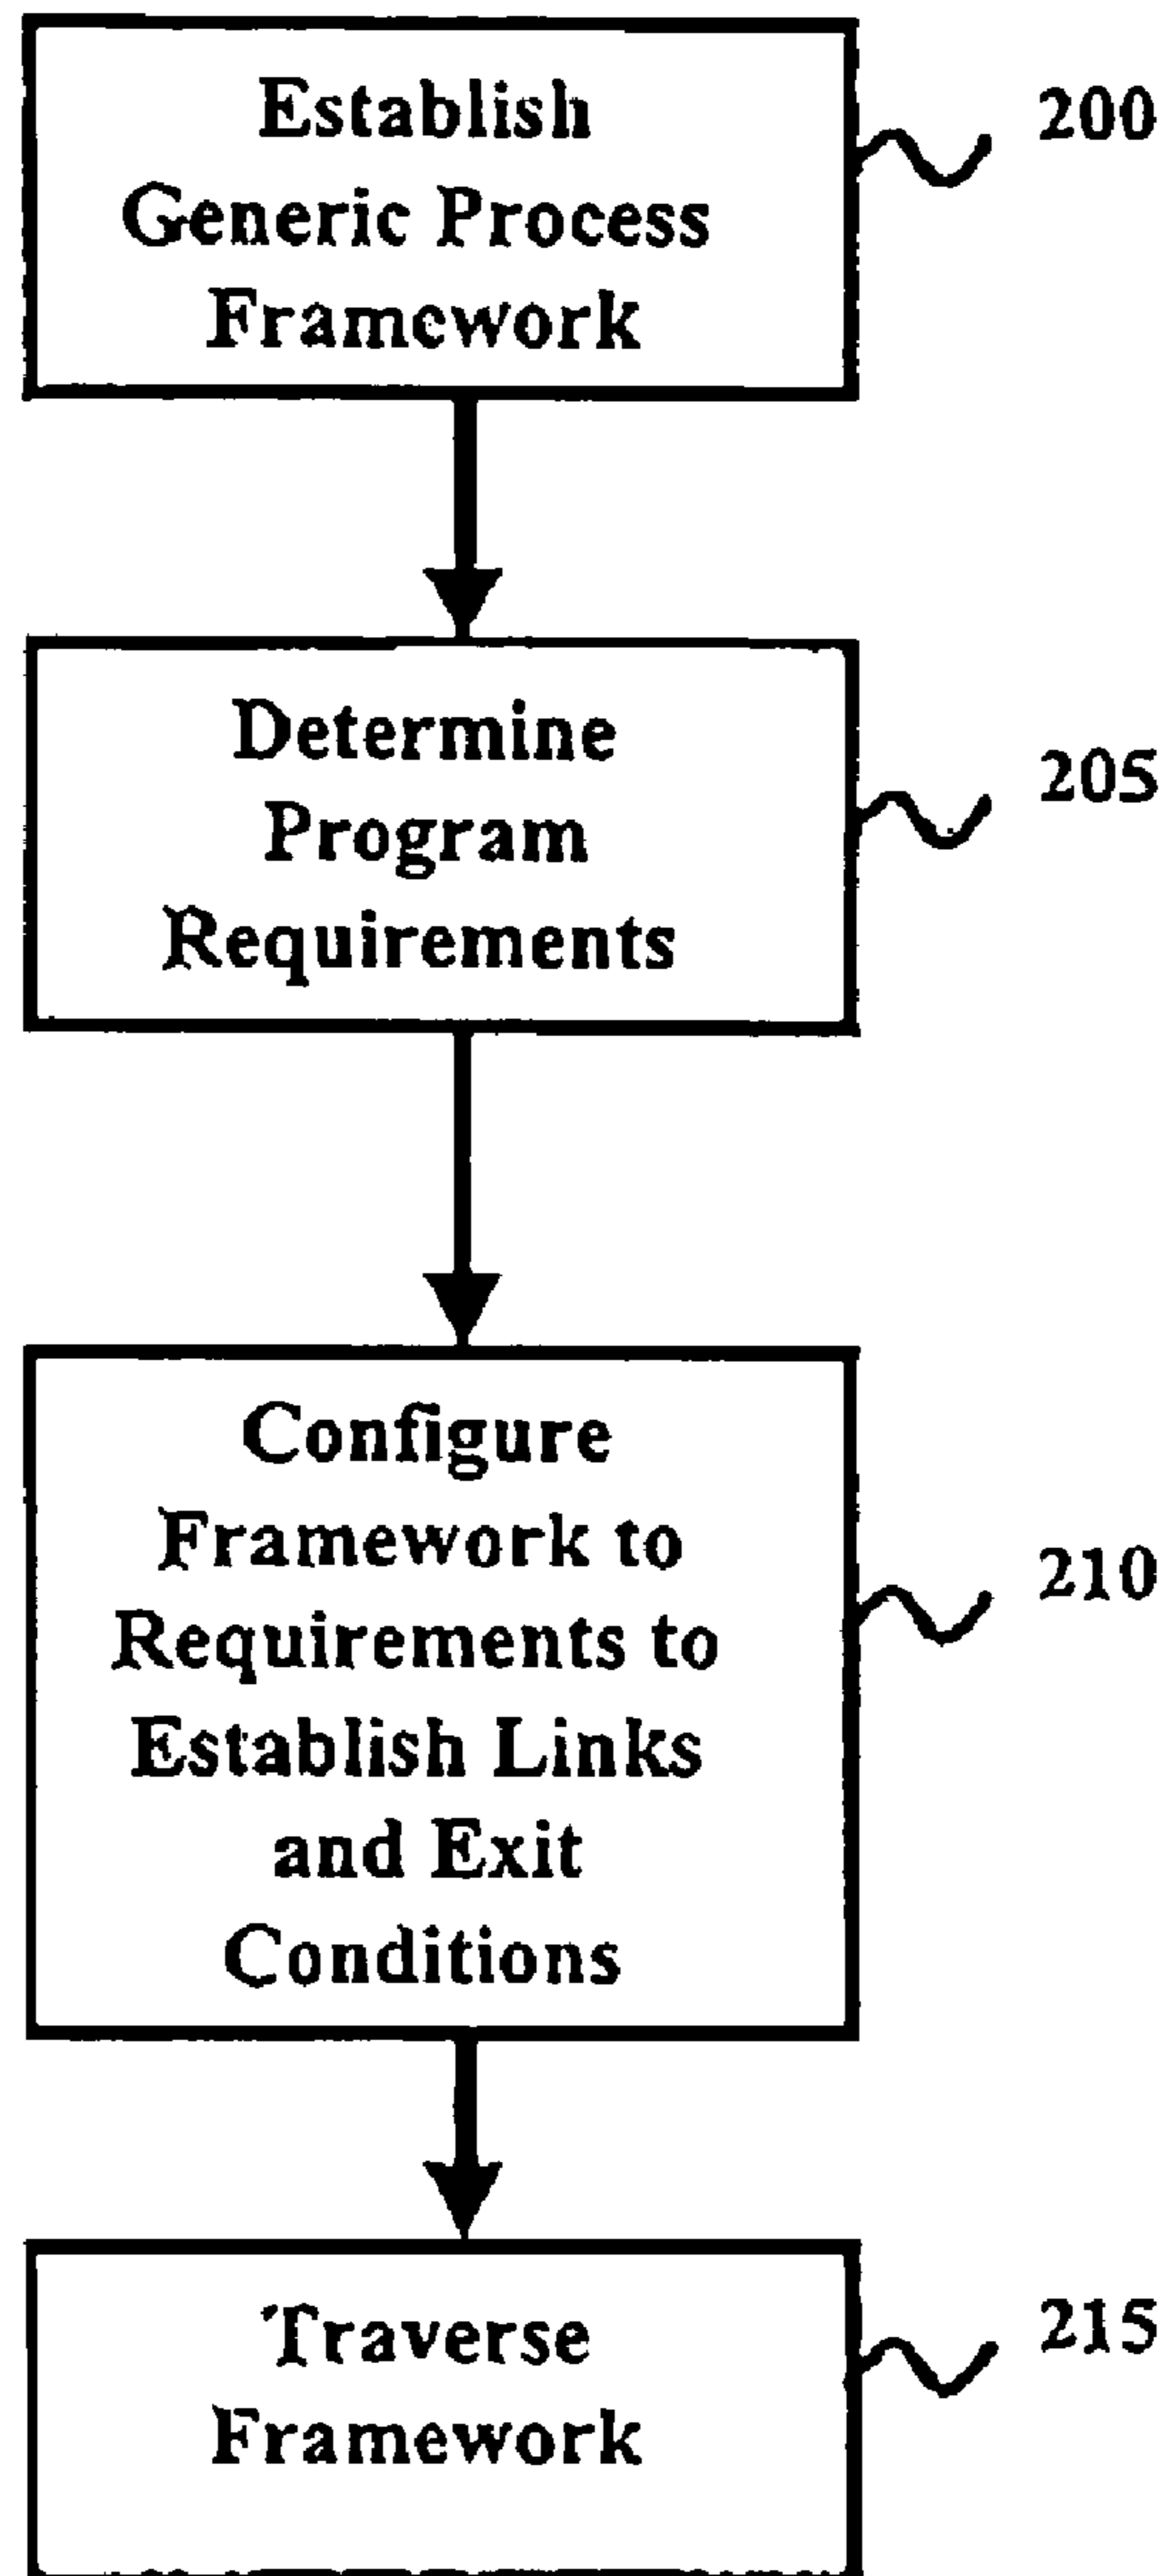 Establish
Generic Process
Framework
200
Determine
Program
Requirements
205
Configure
Framework to
Requirements to
Establish Links
and Exit
Conditions
210
Traverse
Framework
215